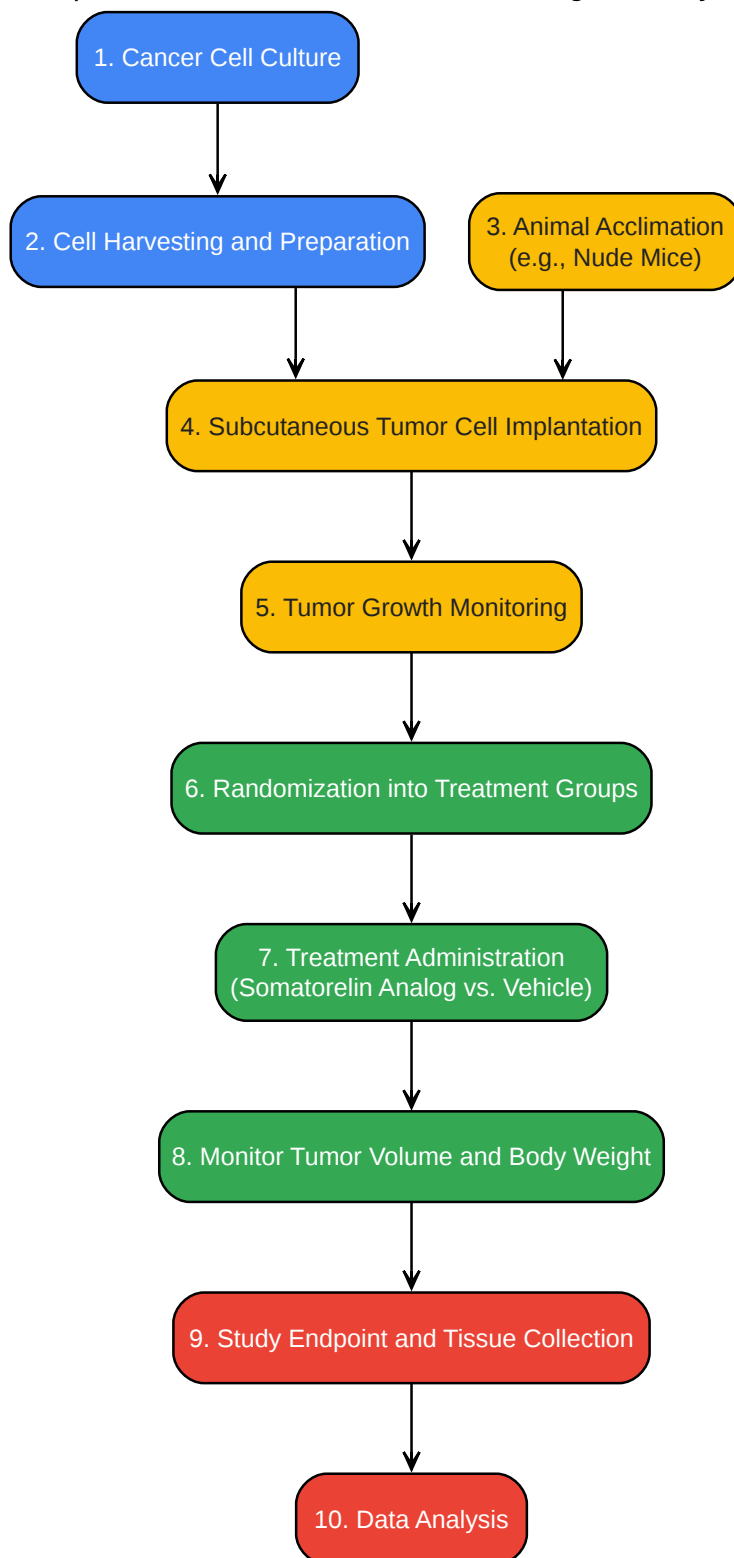 1. Cancer Cell Culture
2. Cell Harvesting and Preparation
3. Animal Acclimation
(e.g., Nude Mice)
4. Subcutaneous Tumor Cell Implantation
5. Tumor Growth Monitoring
6. Randomization into Treatment Groups
7. Treatment Administration
(Somatorelin Analog vs. Vehicle)
8. Monitor Tumor Volume and Body Weight
9. Study Endpoint and Tissue Collection
10. Data Analysis